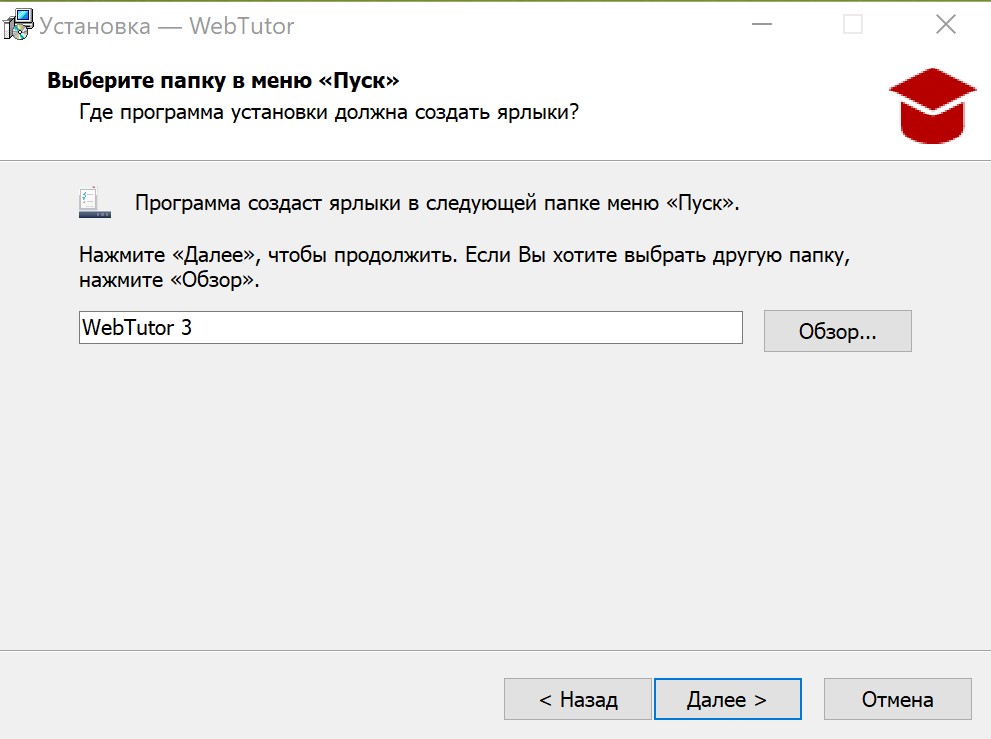 Установка — WebTutor
Выберите папку в меню «Пуск»
Где программа установки должна создать ярлыки?
Программа создаст ярлыки в следующей папке меню «Пуск».
Нажмите «Далее», чтобы продолжить. Если Вы хотите выбрать другую папку,
нажмите «Обзор».
WebTutor 3
Обзор...
< Назад
Далее >
Отмена